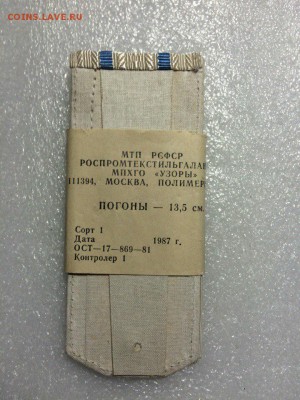 COINS.LAVE.RU
МТП РСФСР
РОСПРОМТЕКСТИЛЬГАЛАН
МПХГО «УЗОРЫ»
111394, МОСКВА, ПОЛИМЕР
ПОГОНЫ — 13,5 см.
Сорт 1
Дата 1987 г.
ОСТ—17—869—81
Контролер 1